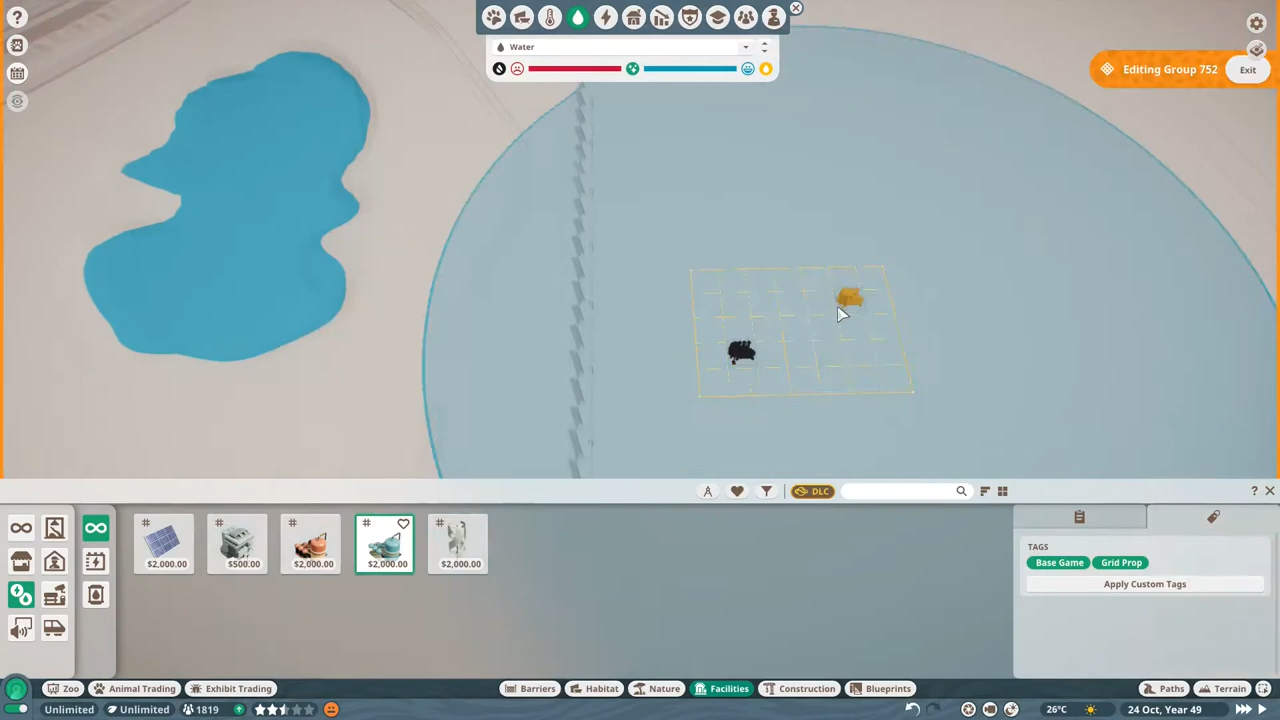 ?
Water
Editing Group 752
Exit
DLC
?
$2,000.00
$500.00
$2,000.00
$2,000.00
$2,000.00
TAGS
Base Game
Grid Prop
Apply Custom Tags
Zoo
Animal Trading
Exhibit Trading
Barriers
Habitat
Nature
Facilities
Construction
Blueprints
Paths
Terrain
Unlimited
Unlimited
1819
26°C
24 Oct, Year 49